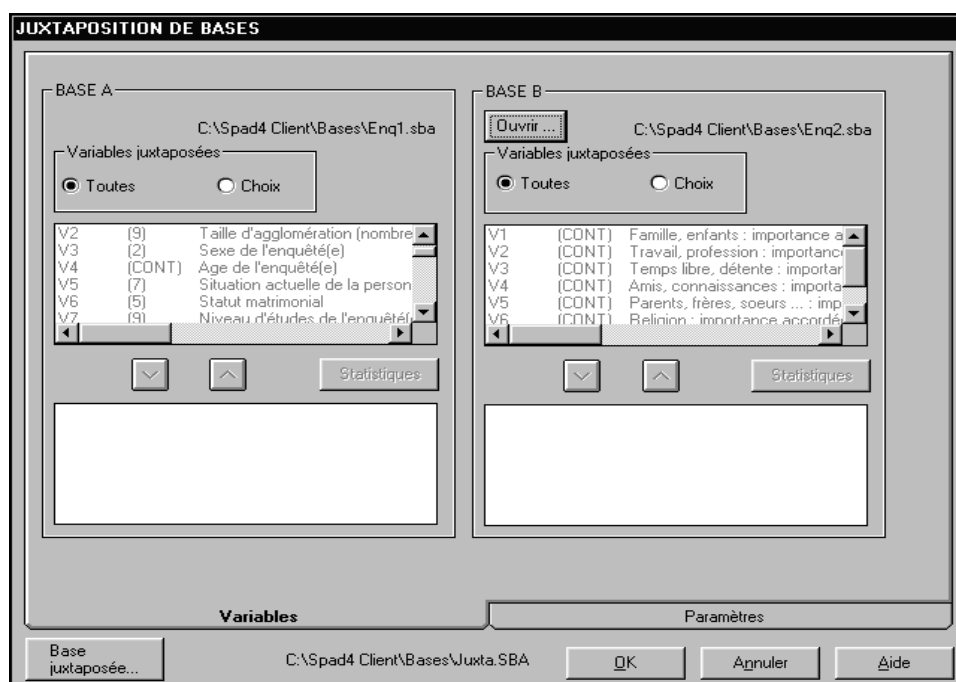 JUXTAPOSITION DE BASES
BASE A
C:\Spad4 Client\Bases\Enq1.sba
Variables juxtaposées
Toutes Choix
V2 (9) Taille d'agglomération (nombre
V3 (2) Sexe de l'enquêté(e)
V4 (CONT) Age de l'enquêté(e)
V5 (7) Situation actuelle de la person
V6 (5) Statut matrimonial
V7 (9) Niveau d'études de l'enquêté(
Statistiques
BASE B
Ouvrir ... C:\Spad4 Client\Bases\Enq2.sba
Variables juxtaposées
Toutes Choix
V1 (CONT) Famille, enfants : importance a
V2 (CONT) Travail, profession : importanc
V3 (CONT) Temps libre, détente : importar
V4 (CONT) Amis, connaissances : importa
V5 (CONT) Parents, frères, soeurs ... : imp
V6 (CONT) Religion : importance accordé
Statistiques
Variables Paramètres
Base
juxtaposée... C:\Spad4 Client\Bases\Juxta.SBA OK Annuler Aide